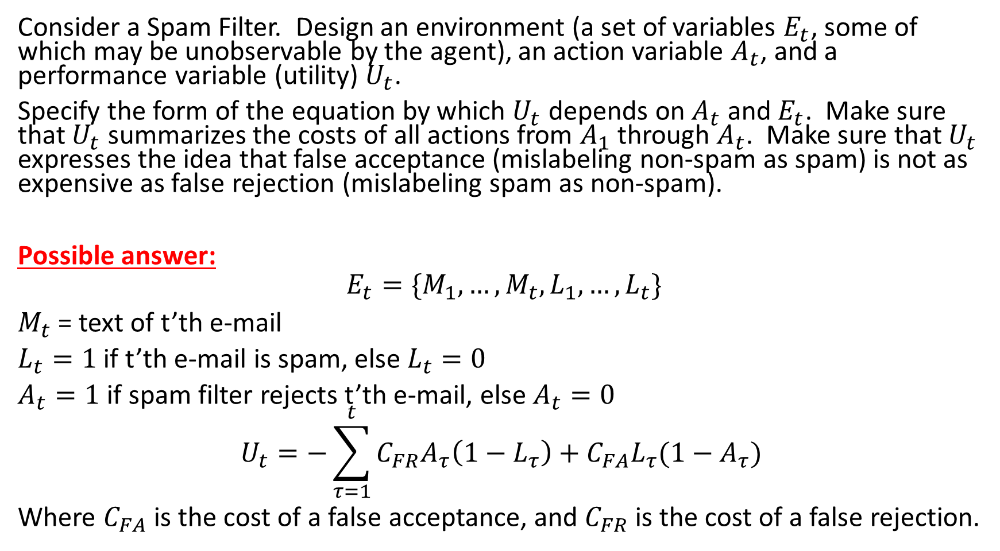 Consider a Spam Filter.  Design an environment (a set of variables $E_t$, some of
which may be unobservable by the agent), an action variable $A_t$, and a
performance variable (utility) $U_t$.
Specify the form of the equation by which $U_t$ depends on $A_t$ and $E_t$.  Make sure
that $U_t$ summarizes the costs of all actions from $A_1$ through $A_t$.  Make sure that $U_t$
expresses the idea that false acceptance (mislabeling non-spam as spam) is not as
expensive as false rejection (mislabeling spam as non-spam).
Possible answer:
$E_t = \{M_1, \ldots, M_t, L_1, \ldots, L_t\}$
$M_t$ = text of t’th e-mail
$L_t = 1$ if t’th e-mail is spam, else $L_t = 0$
$A_t = 1$ if spam filter rejects t’th e-mail, else $A_t = 0$
$U_t = -\sum_{\tau=1}^{t} C_{FR}A_\tau(1 - L_\tau) + C_{FA}L_\tau(1 - A_\tau)$
Where $C_{FA}$ is the cost of a false acceptance, and $C_{FR}$ is the cost of a false rejection.